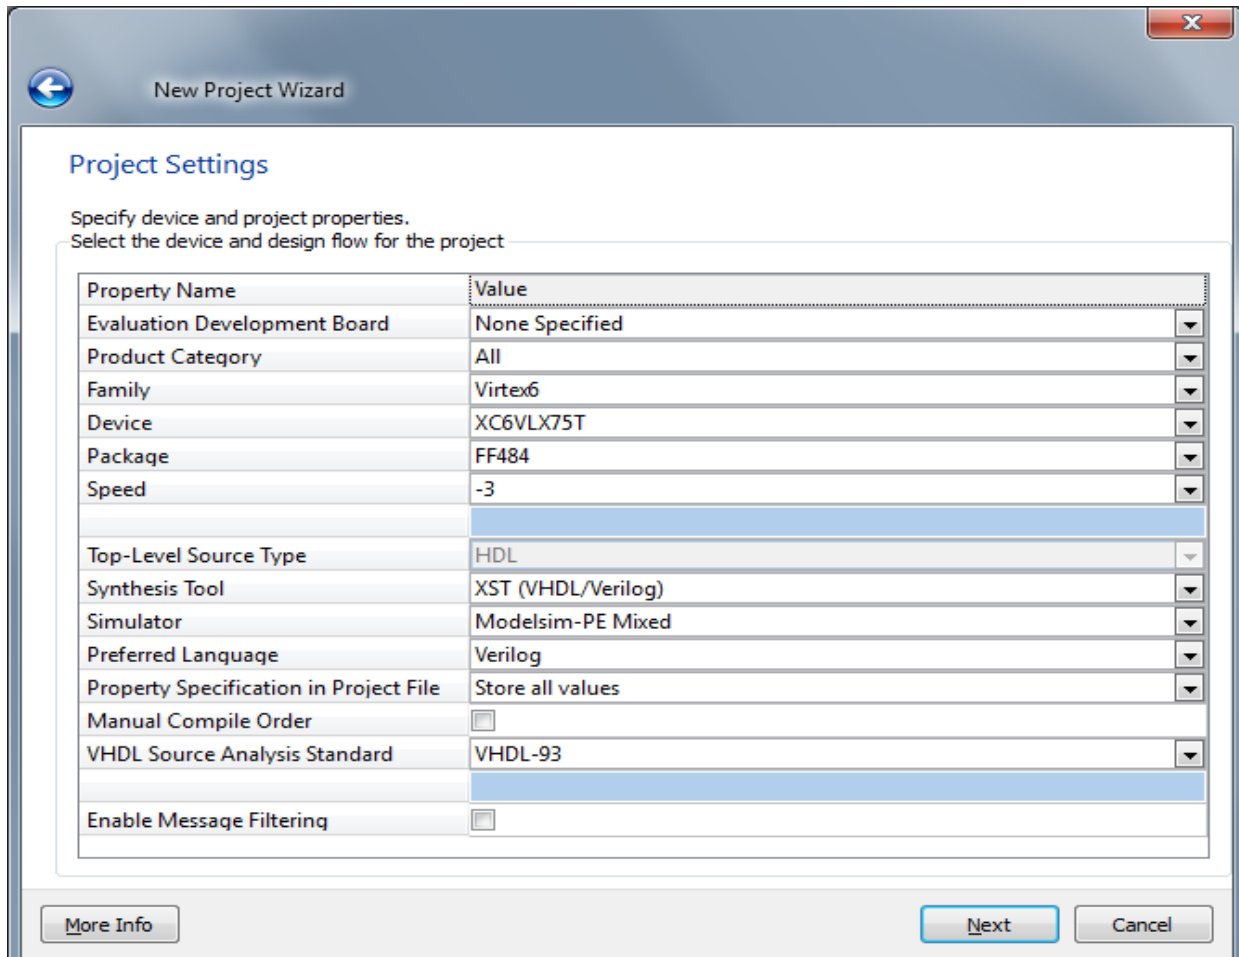 New Project Wizard
Project Settings
Specify device and project properties.
Select the device and design flow for the project
Property Name Value
Evaluation Development Board None Specified
Product Category All
Family Virtex6
Device XC6VLX75T
Package FF484
Speed -3
Top-Level Source Type HDL
Synthesis Tool XST (VHDL/Verilog)
Simulator Modelsim-PE Mixed
Preferred Language Verilog
Property Specification in Project File Store all values
Manual Compile Order
VHDL Source Analysis Standard VHDL-93
Enable Message Filtering
More Info Next Cancel